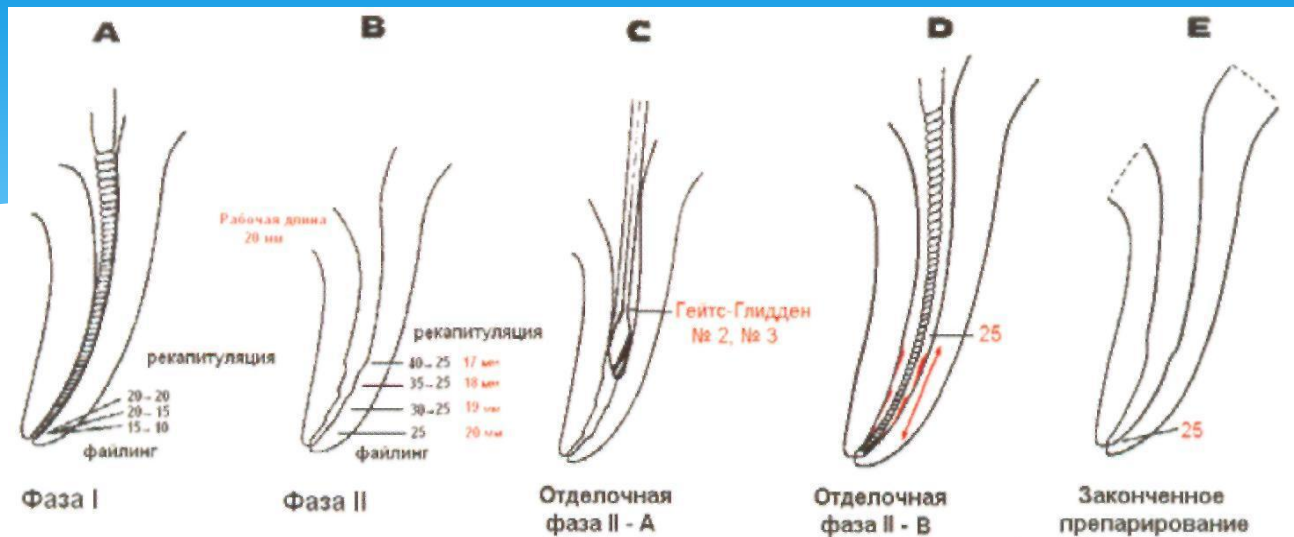 A
B
C
D
E
Рабочая длина
20 мм
рекапитуляция
20-20
20-15
15-10
файлинг
Фаза I
рекапитуляция
40-25 17 мм
35-25 18 мм
30-25 19 мм
25 20 мм
файлинг
Фаза II
Гейтс-Глидден
№ 2, № 3
Отделочная
фаза II - А
25
Отделочная
фаза II - В
25
Законченное
препарирование